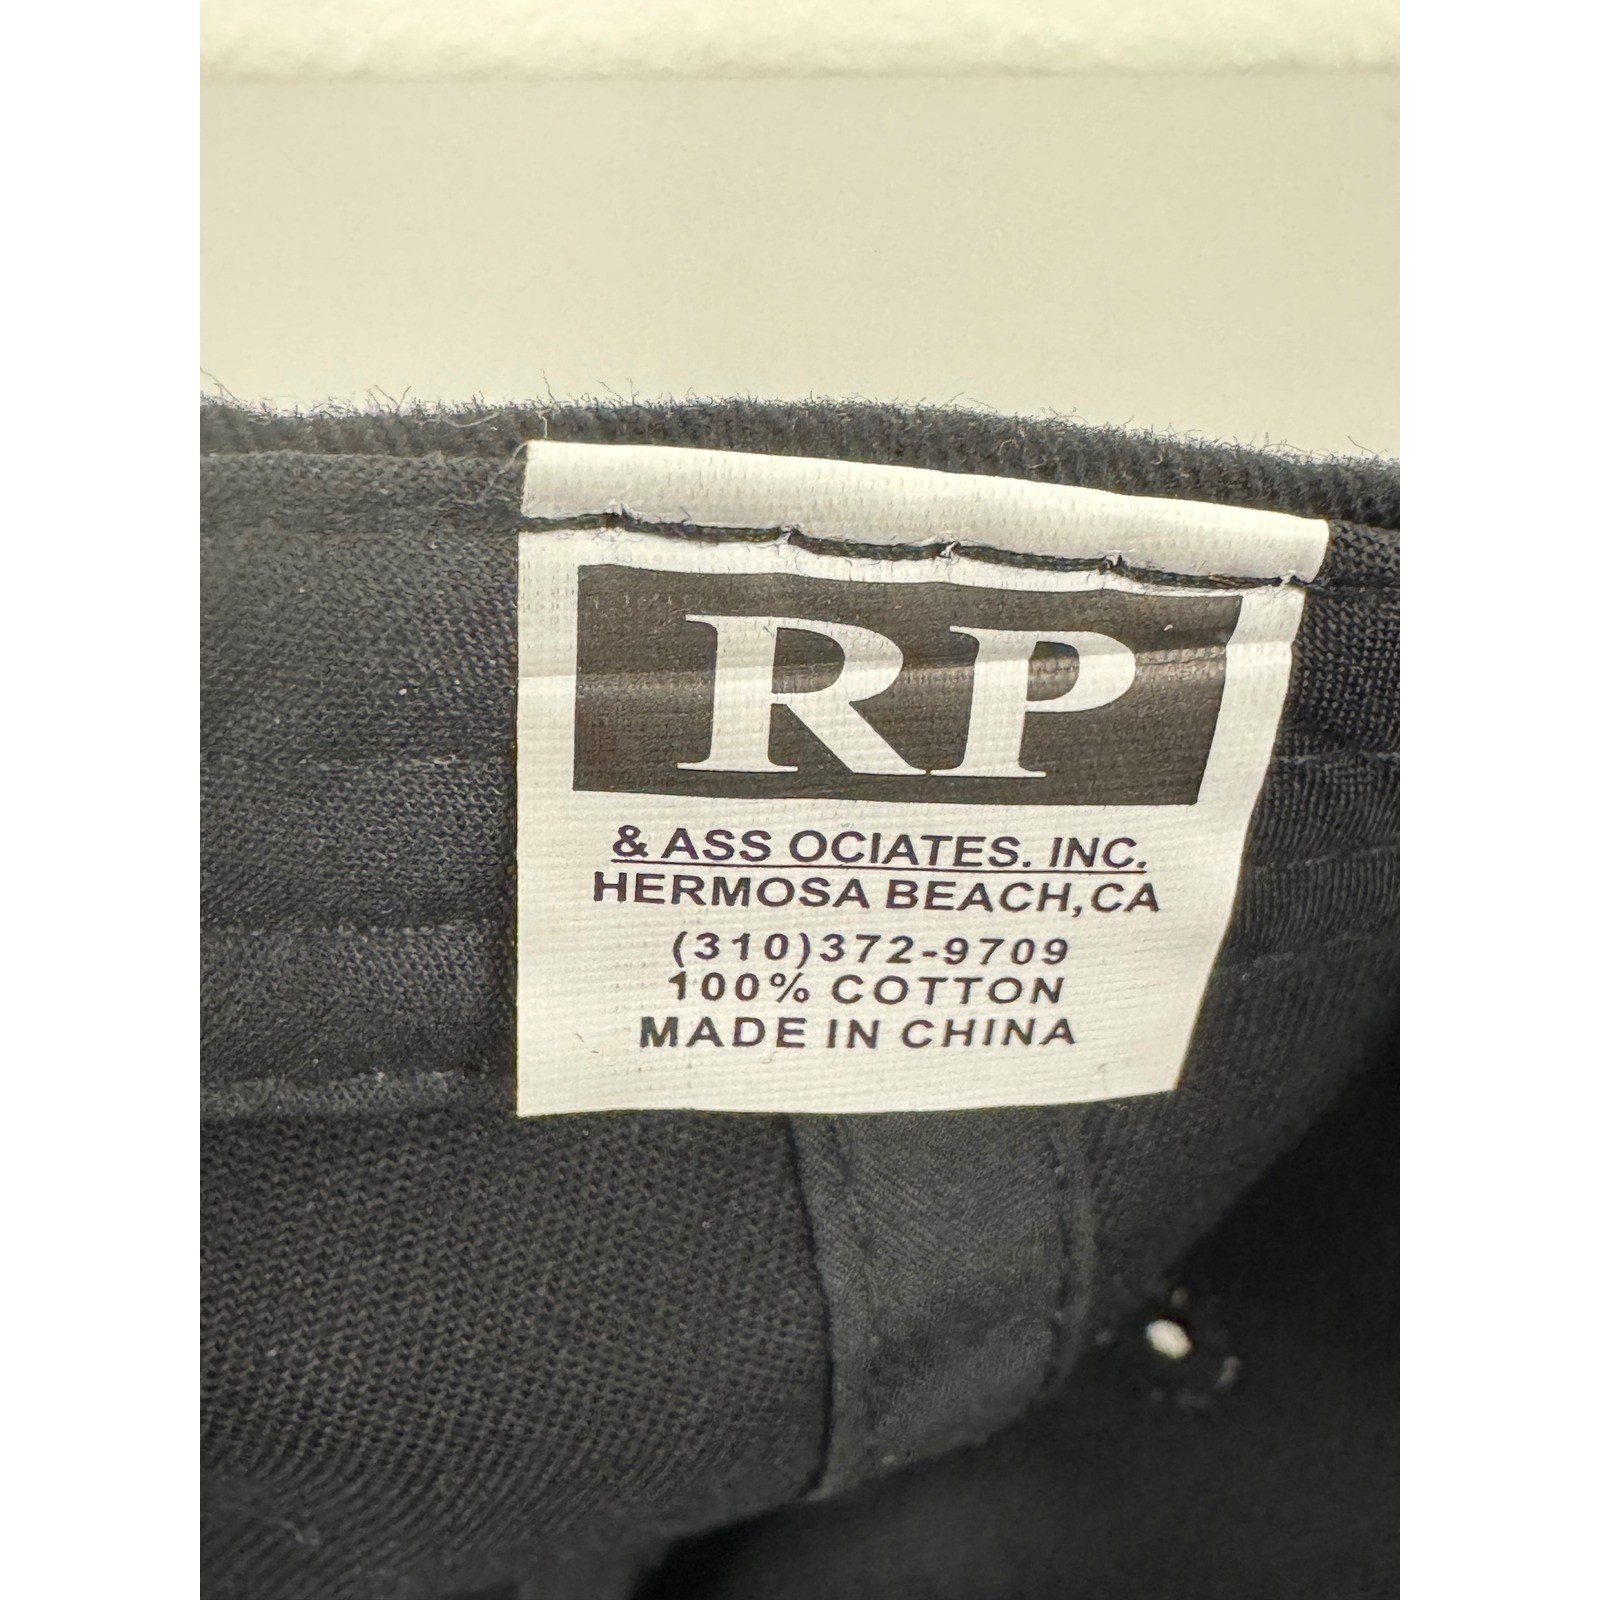 RP
& ASS OCIATES. INC.
HERMOSA BEACH,CA
(310)372-9709
100% COTTON
MADE IN CHINA